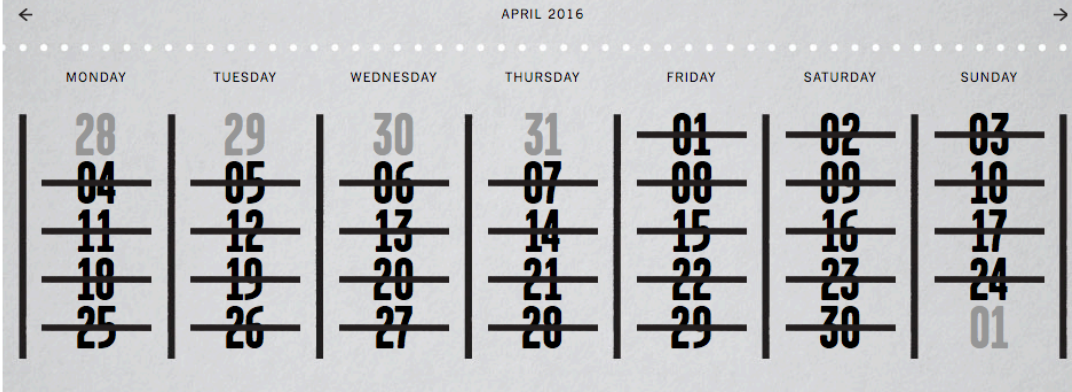 ← APRIL 2016 →
MONDAY TUESDAY WEDNESDAY THURSDAY FRIDAY SATURDAY SUNDAY
28 29 30 31 01 02 03
04 05 06 07 08 09 10
11 12 13 14 15 16 17
18 19 20 21 22 23 24
25 26 27 28 29 30 01